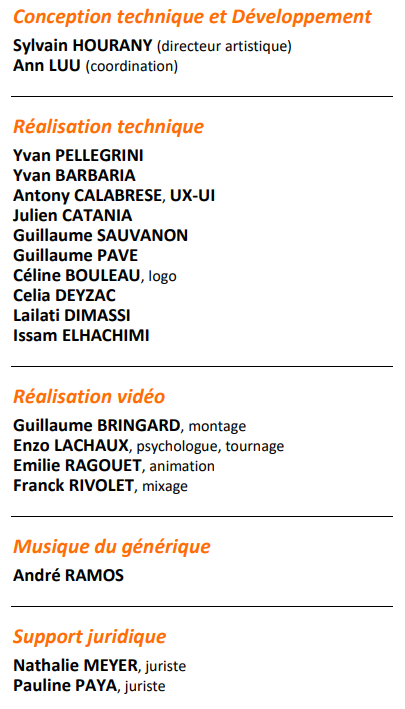 Conception technique et Développement
Sylvain HOURANY (directeur artistique)
Ann LUU (coordination)
Réalisation technique
Yvan PELLEGRINI
Yvan BARBARIA
Antony CALABRESE, UX-UI
Julien CATANIA
Guillaume SAUVANON
Guillaume PAVE
Céline BOULEAU, logo
Celia DEYZAC
Lailati DIMASSI
Issam ELHACHIMI
Réalisation vidéo
Guillaume BRINGARD, montage
Enzo LACHAUX, psychologue, tournage
Emilie RAGOUET, animation
Franck RIVOLET, mixage
Musique du générique
André RAMOS
Support juridique
Nathalie MEYER, juriste
Pauline PAYA, juriste